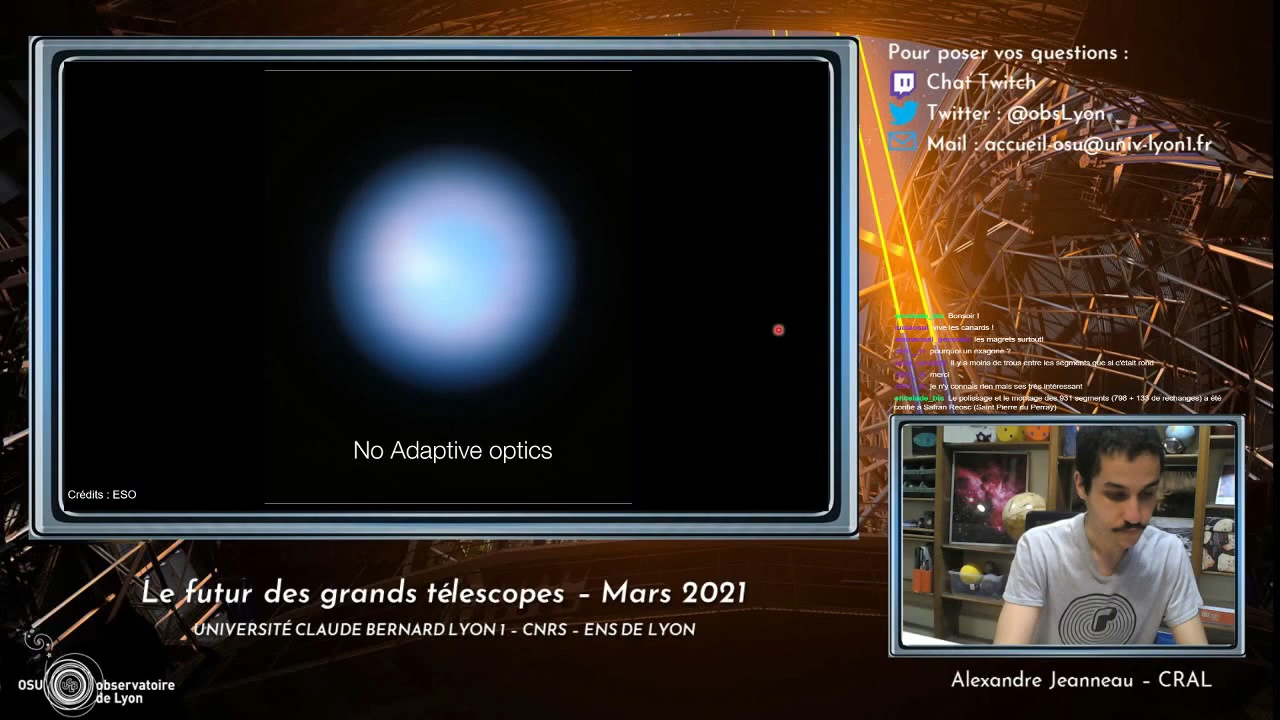 Pour poser vos questions :
Chat Twitch
Twitter : @obsLyon
Mail : accueil-osu@univ-lyon1.fr
No Adaptive optics
Crédits : ESO
Bonsoir !
vive les canards !
les magrets surtout!
pourquoi un exagone ?
Il y a moins de trous entre les segments que si c'était rond
merci
je n'y connais rien mais ses très intéressant
encelade_bis Le polissage et le montage des 931 segments (798 + 133 de rechanges) a été
confié à Safran Reosc (Saint Pierre du Perray)
Le futur des grands télescopes – Mars 2021
UNIVERSITÉ CLAUDE BERNARD LYON 1 – CNRS – ENS DE LYON
OSU observatoire
de Lyon
Alexandre Jeanneau – CRAL